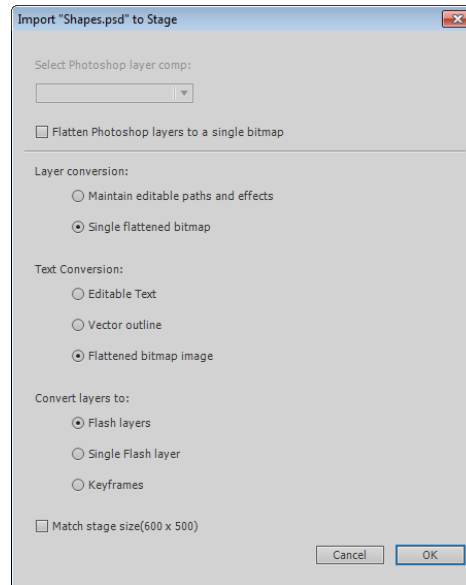 Import "Shapes.psd" to Stage
Select Photoshop layer comp:
Flatten Photoshop layers to a single bitmap
Layer conversion:
Maintain editable paths and effects
Single flattened bitmap
Text Conversion:
Editable Text
Vector outline
Flattened bitmap image
Convert layers to:
Flash layers
Single Flash layer
Keyframes
Match stage size(600 x 500)
Cancel OK